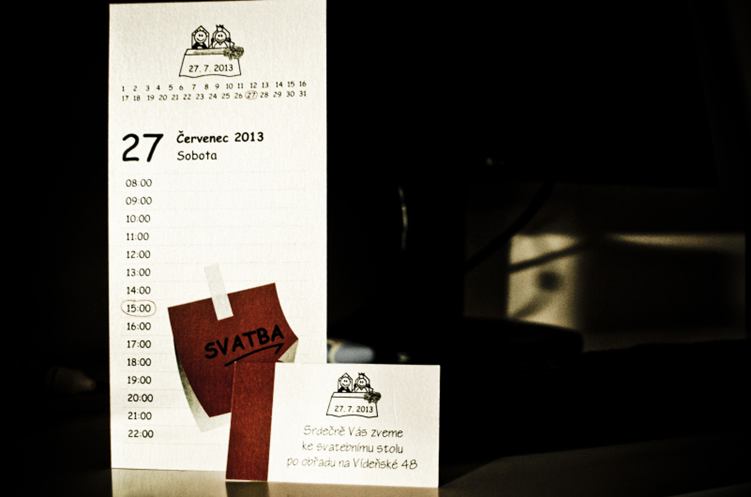 27. 7. 2013
1 2 3 4 5 6 7 8 9 10 11 12 13 14 15 16
17 18 19 20 21 22 23 24 25 26 27 28 29 30 31
27 Červenec 2013
Sobota
08:00
09:00
10:00
11:00
12:00
13:00
14:00
15:00
16:00
17:00
18:00
19:00
20:00
21:00
22:00
SVATBA
27. 7. 2013
Srdečně Vás zveme
ke svatebnímu stolu
po obřadu na Vídeňské 48